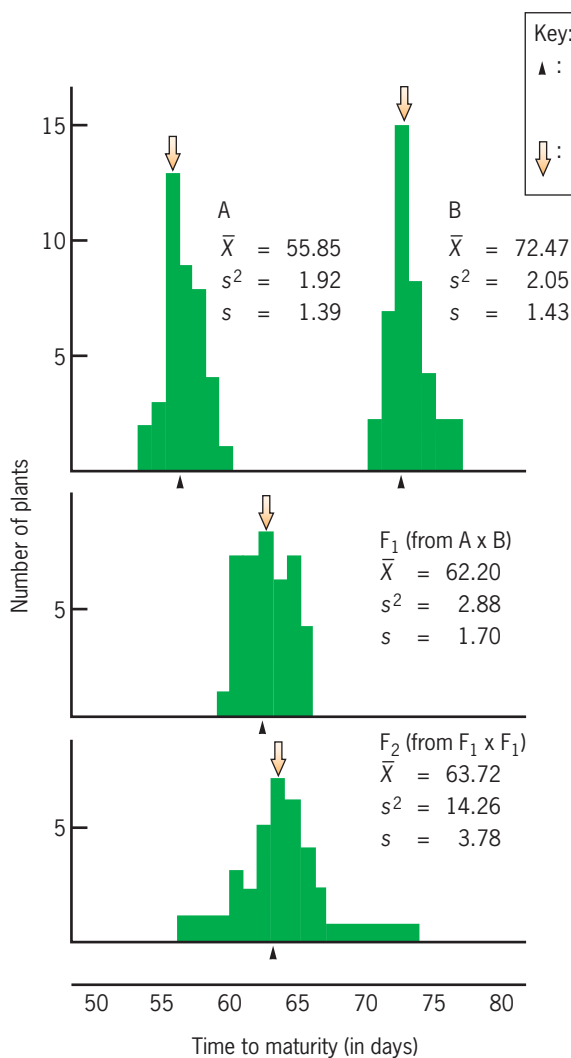 Key:
▲ :
⇩ :
15
10
5
A
X̄ = 55.85
s² = 1.92
s = 1.39
B
X̄ = 72.47
s² = 2.05
s = 1.43
Number of plants
5
F₁ (from A x B)
X̄ = 62.20
s² = 2.88
s = 1.70
5
F₂ (from F₁ x F₁)
X̄ = 63.72
s² = 14.26
s = 3.78
50 55 60 65 70 75 80
Time to maturity (in days)